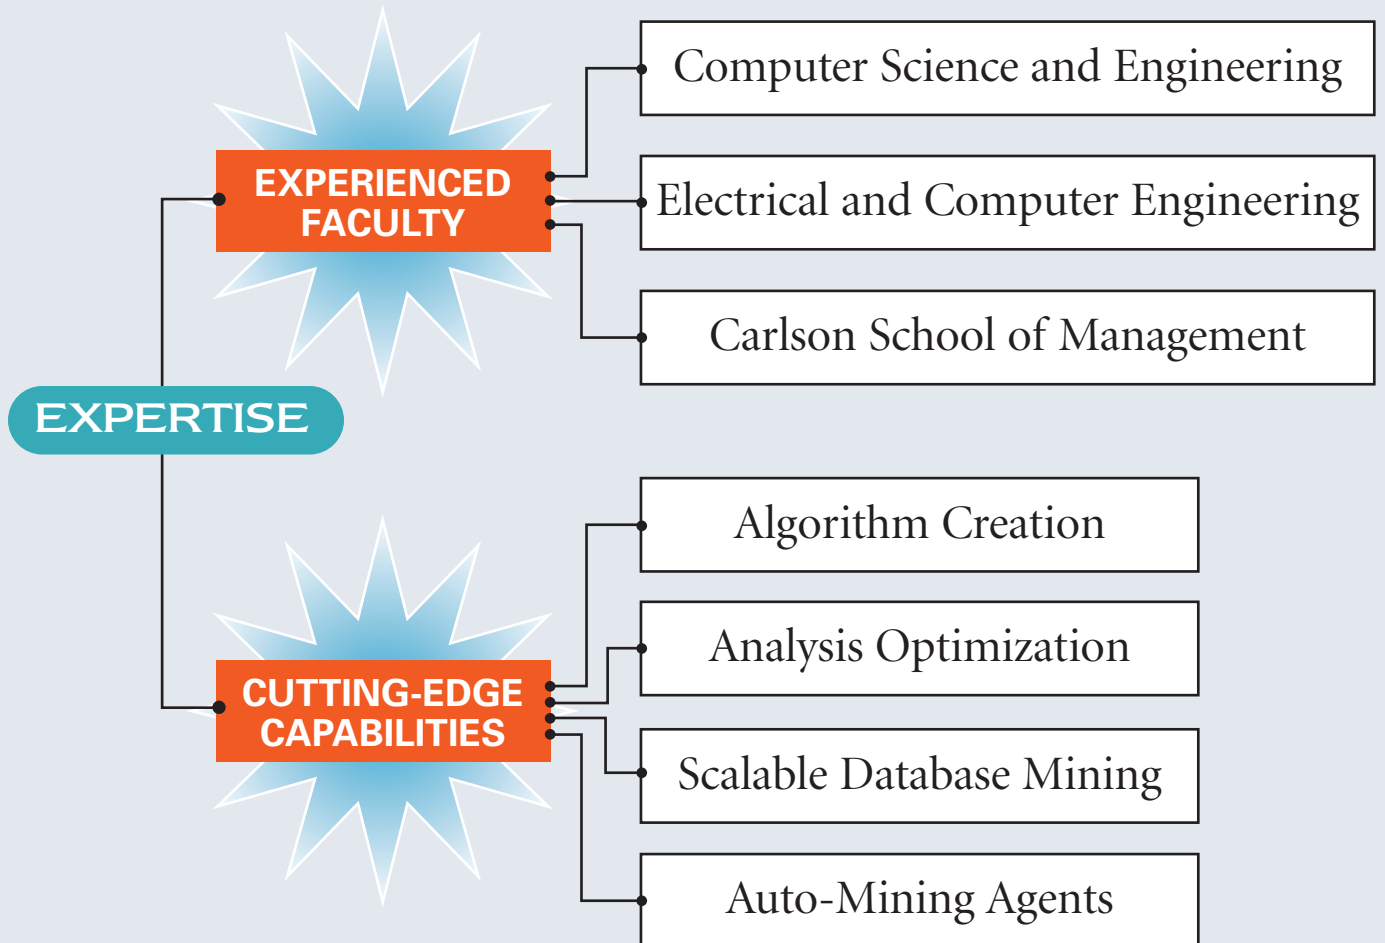 Computer Science and Engineering
EXPERIENCED
FACULTY
Electrical and Computer Engineering
Carlson School of Management
EXPERTISE
Algorithm Creation
Analysis Optimization
CUTTING-EDGE
CAPABILITIES
Scalable Database Mining
Auto-Mining Agents